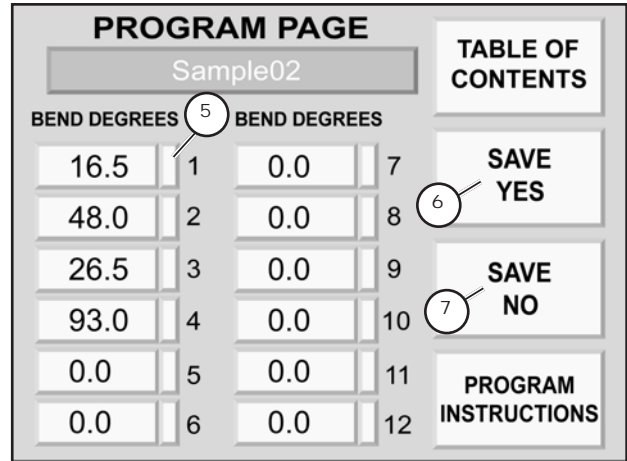 PROGRAM PAGE
Sample02
TABLE OF
CONTENTS
BEND DEGREES
5
BEND DEGREES
16.5 1
48.0 2
26.5 3
93.0 4
0.0 5
0.0 6
0.0 7
0.0 8
0.0 9
0.0 10
0.0 11
0.0 12
6
SAVE
YES
7
SAVE
NO
PROGRAM
INSTRUCTIONS